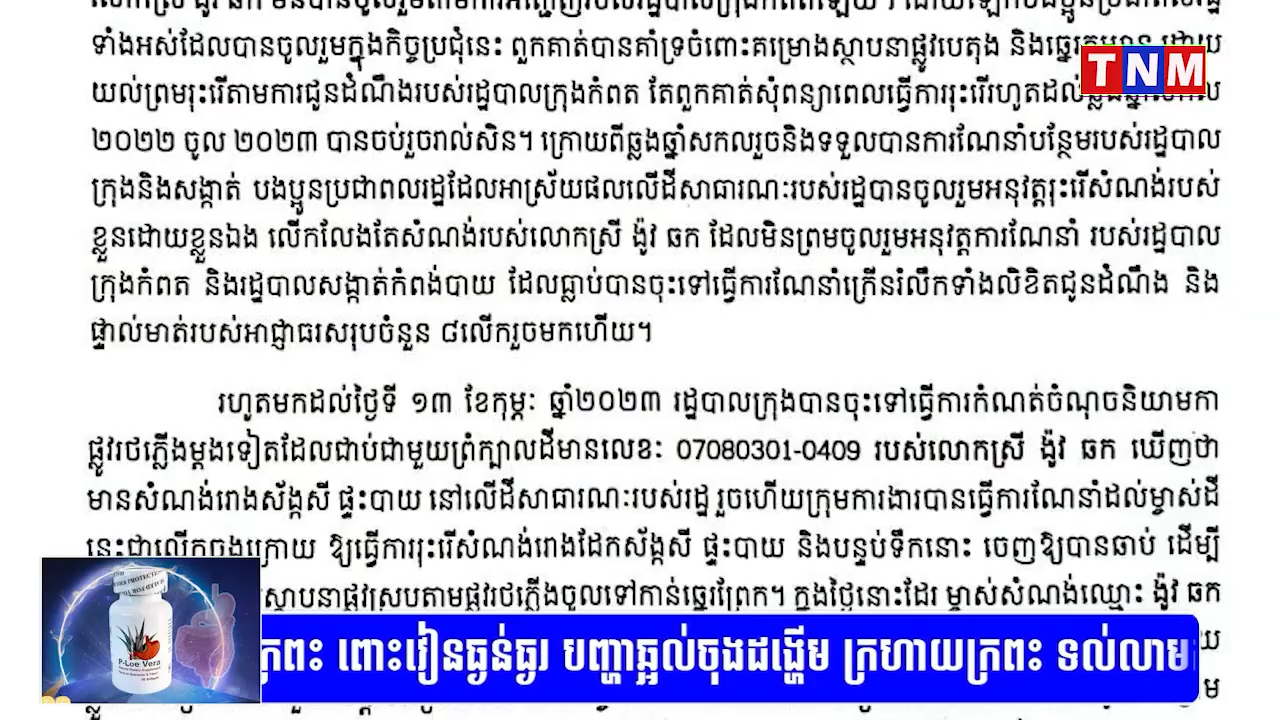 ទាំងអស់ដែលបានចូលរួមក្នុងកិច្ចប្រជុំនេះ ពួកគាត់បានគាំទ្រចំពោះគម្រោងស្ថាបនាផ្លូវបេតុង និងឆ្នេរ ដោយ
TNM
យល់ព្រមរុះរើតាមការជូនដំណឹងរបស់រដ្ឋបាលក្រុងកំពត តែពួកគាត់សុំពន្យាពេលធ្វើការរុះរើរហូតដល់
២០២២ ចូល ២០២៣ បានចប់រួចរាល់សិន។ ក្រោយពីឆ្លងឆ្នាំសកលរួចនិងទទួលបានការណែនាំបន្ថែមរបស់រដ្ឋបាល
ក្រុងនិងសង្កាត់ បងប្អូនប្រជាពលរដ្ឋដែលអាស្រ័យផលលើដីសាធារណៈរបស់រដ្ឋបានចូលរួមអនុវត្តរុះរើសំណង់របស់
ខ្លួនដោយខ្លួនឯង លើកលែងតែសំណង់របស់លោកស្រី ង៉ូវ ឆក ដែលមិនព្រមចូលរួមអនុវត្តការណែនាំ របស់រដ្ឋបាល
ក្រុងកំពត និងរដ្ឋបាលសង្កាត់កំពង់បាយ ដែលធ្លាប់បានចុះទៅធ្វើការណែនាំក្រើនរំលឹកទាំងលិខិតជូនដំណឹង និង
ផ្ទាល់មាត់របស់អាជ្ញាធរសរុបចំនួន ៨លើករួចមកហើយ។
រហូតមកដល់ថ្ងៃទី ១៣ ខែកុម្ភៈ ឆ្នាំ២០២៣ រដ្ឋបាលក្រុងបានចុះទៅធ្វើការកំណត់ចំណុចនិយាមកា
ផ្លូវរថភ្លើងម្តងទៀតដែលជាប់ជាមួយព្រំក្បាលដីមានលេខៈ 07080301-0409 របស់លោកស្រី ង៉ូវ ឆក ឃើញថា
មានសំណង់រោងស័ង្កសី ផ្ទះបាយ នៅលើដីសាធារណៈរបស់រដ្ឋ រួចហើយក្រុមការងារបានធ្វើការណែនាំដល់ម្ចាស់ដី
នេះជាលើកចុងក្រោយ ឱ្យធ្វើការរុះរើសំណង់រោងដែកស័ង្កសី ផ្ទះបាយ និងបន្ទប់ទឹកនោះ ចេញឱ្យបានឆាប់ ដើម្បី
ស្ថាបនាផ្លូវស្របតាមផ្លូវរថភ្លើងចូលទៅកាន់ឆ្នេរព្រែក។ ក្នុងថ្ងៃនោះដែរ ម្ចាស់សំណង់ឈ្មោះ ង៉ូវ ឆក
P-Loe Vera
ក្រពះ ពោះវៀនធ្ងន់ធ្ងរ បញ្ហាឆ្អល់ចុងដង្ហើម ក្រហាយក្រពះ ទល់លាម